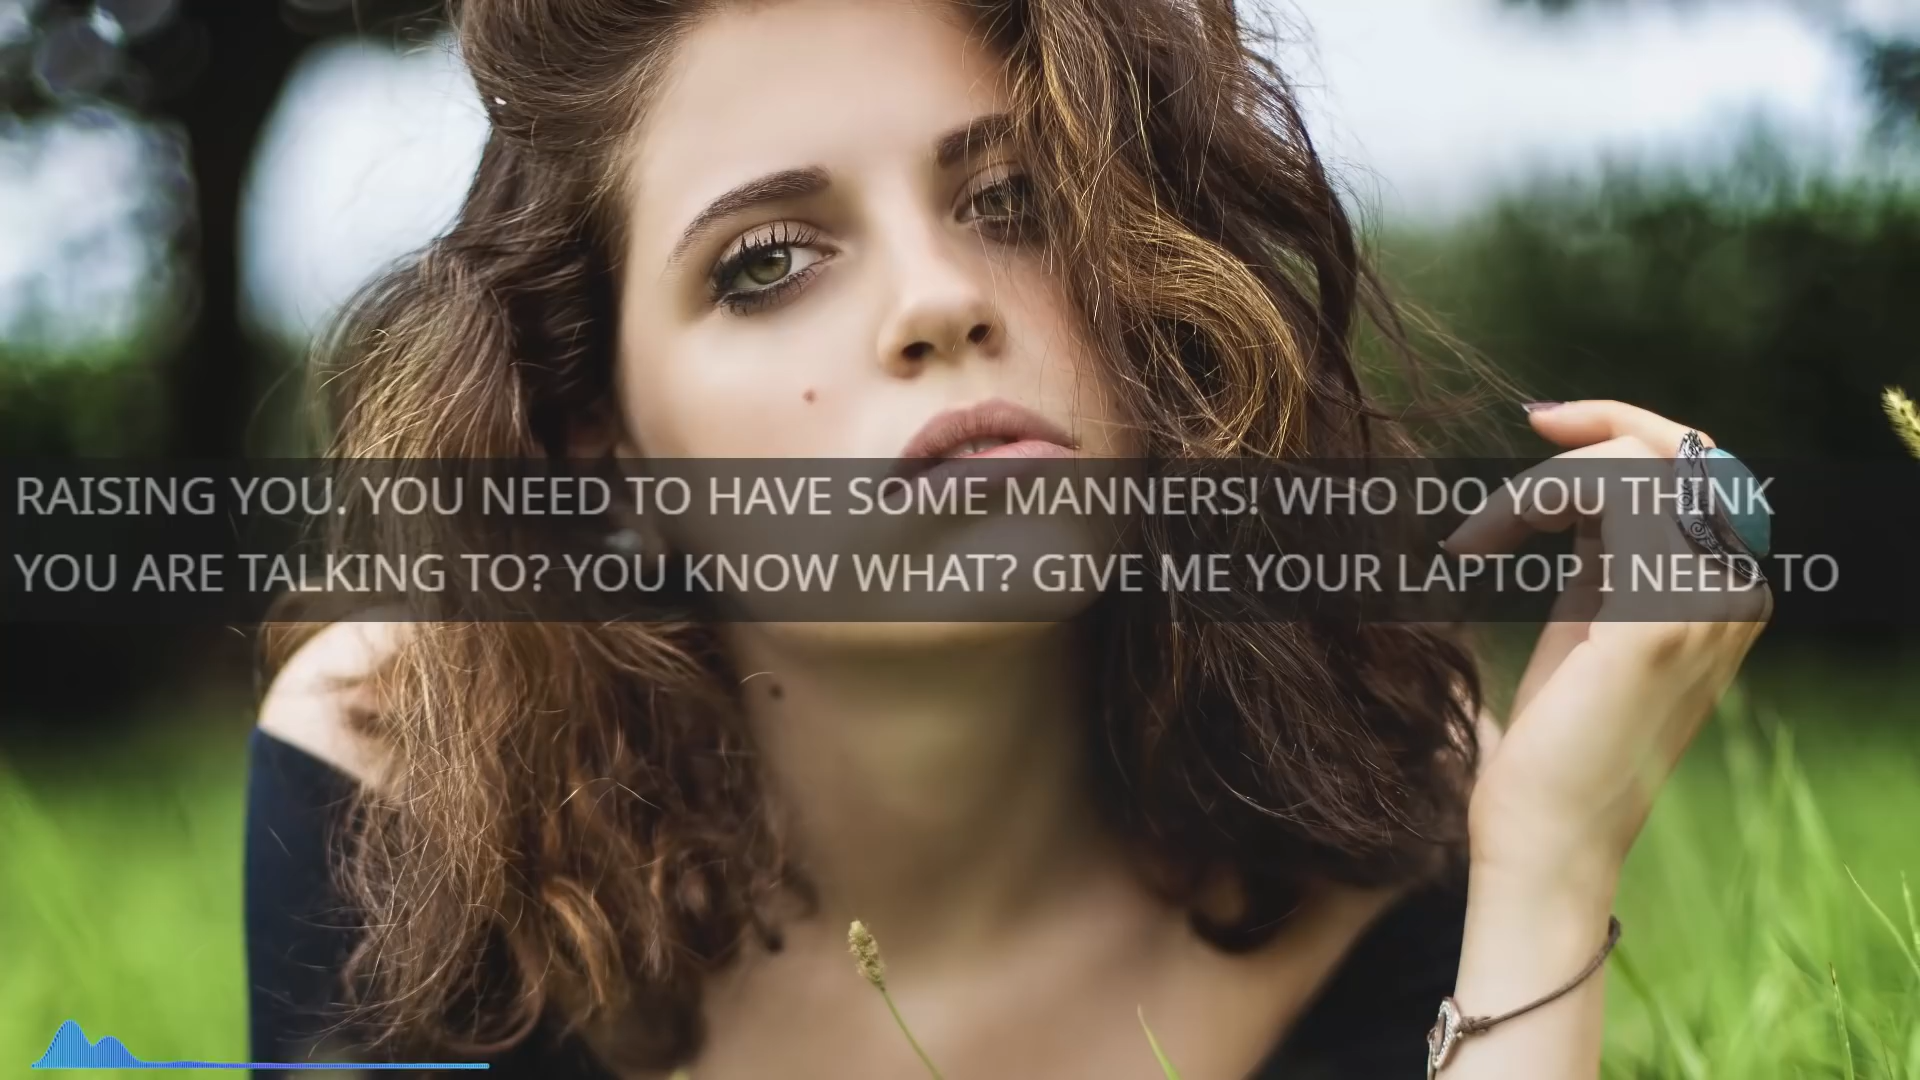 RAISING YOU. YOU NEED TO HAVE SOME MANNERS! WHO DO YOU THINK
YOU ARE TALKING TO? YOU KNOW WHAT? GIVE ME YOUR LAPTOP I NEED TO